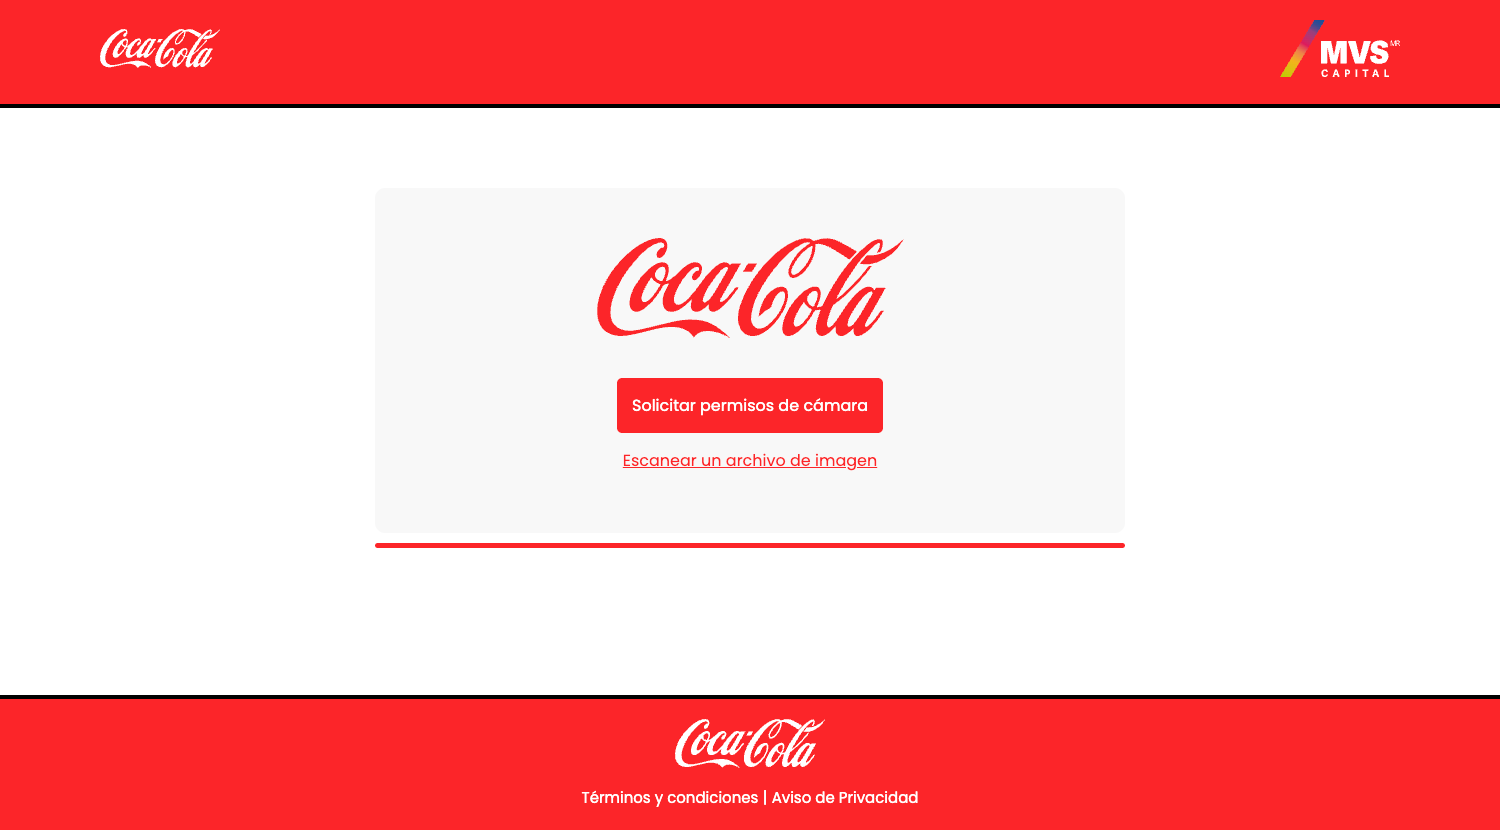 Coca-Cola
MVS MR
CAPITAL
Coca-Cola
Solicitar permisos de cámara
Escanear un archivo de imagen
Coca-Cola
Términos y condiciones | Aviso de Privacidad